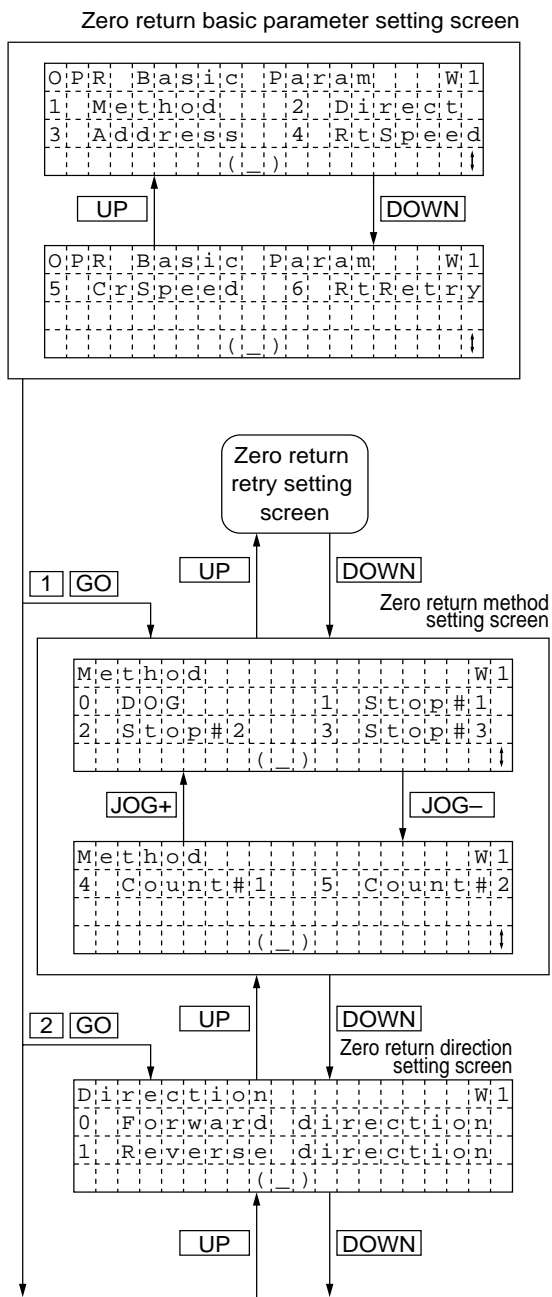 Zero return basic parameter setting screen
OPR Basic Param W1
1 Method 2 Direct
3 Address 4 RtSpeed
(_) ↕
UP DOWN
OPR Basic Param W1
5 CrSpeed 6 RtRetry
(_) ↕
Zero return
retry setting
screen
1 GO UP DOWN
Zero return method
setting screen
Method W1
0 DOG 1 Stop#1
2 Stop#2 3 Stop#3
(_) ↕
JOG+ JOG–
Method W1
4 Count#1 5 Count#2
(_) ↕
2 GO UP DOWN
Zero return direction
setting screen
Direction W1
0 Forward direction
1 Reverse direction
(_)
UP DOWN